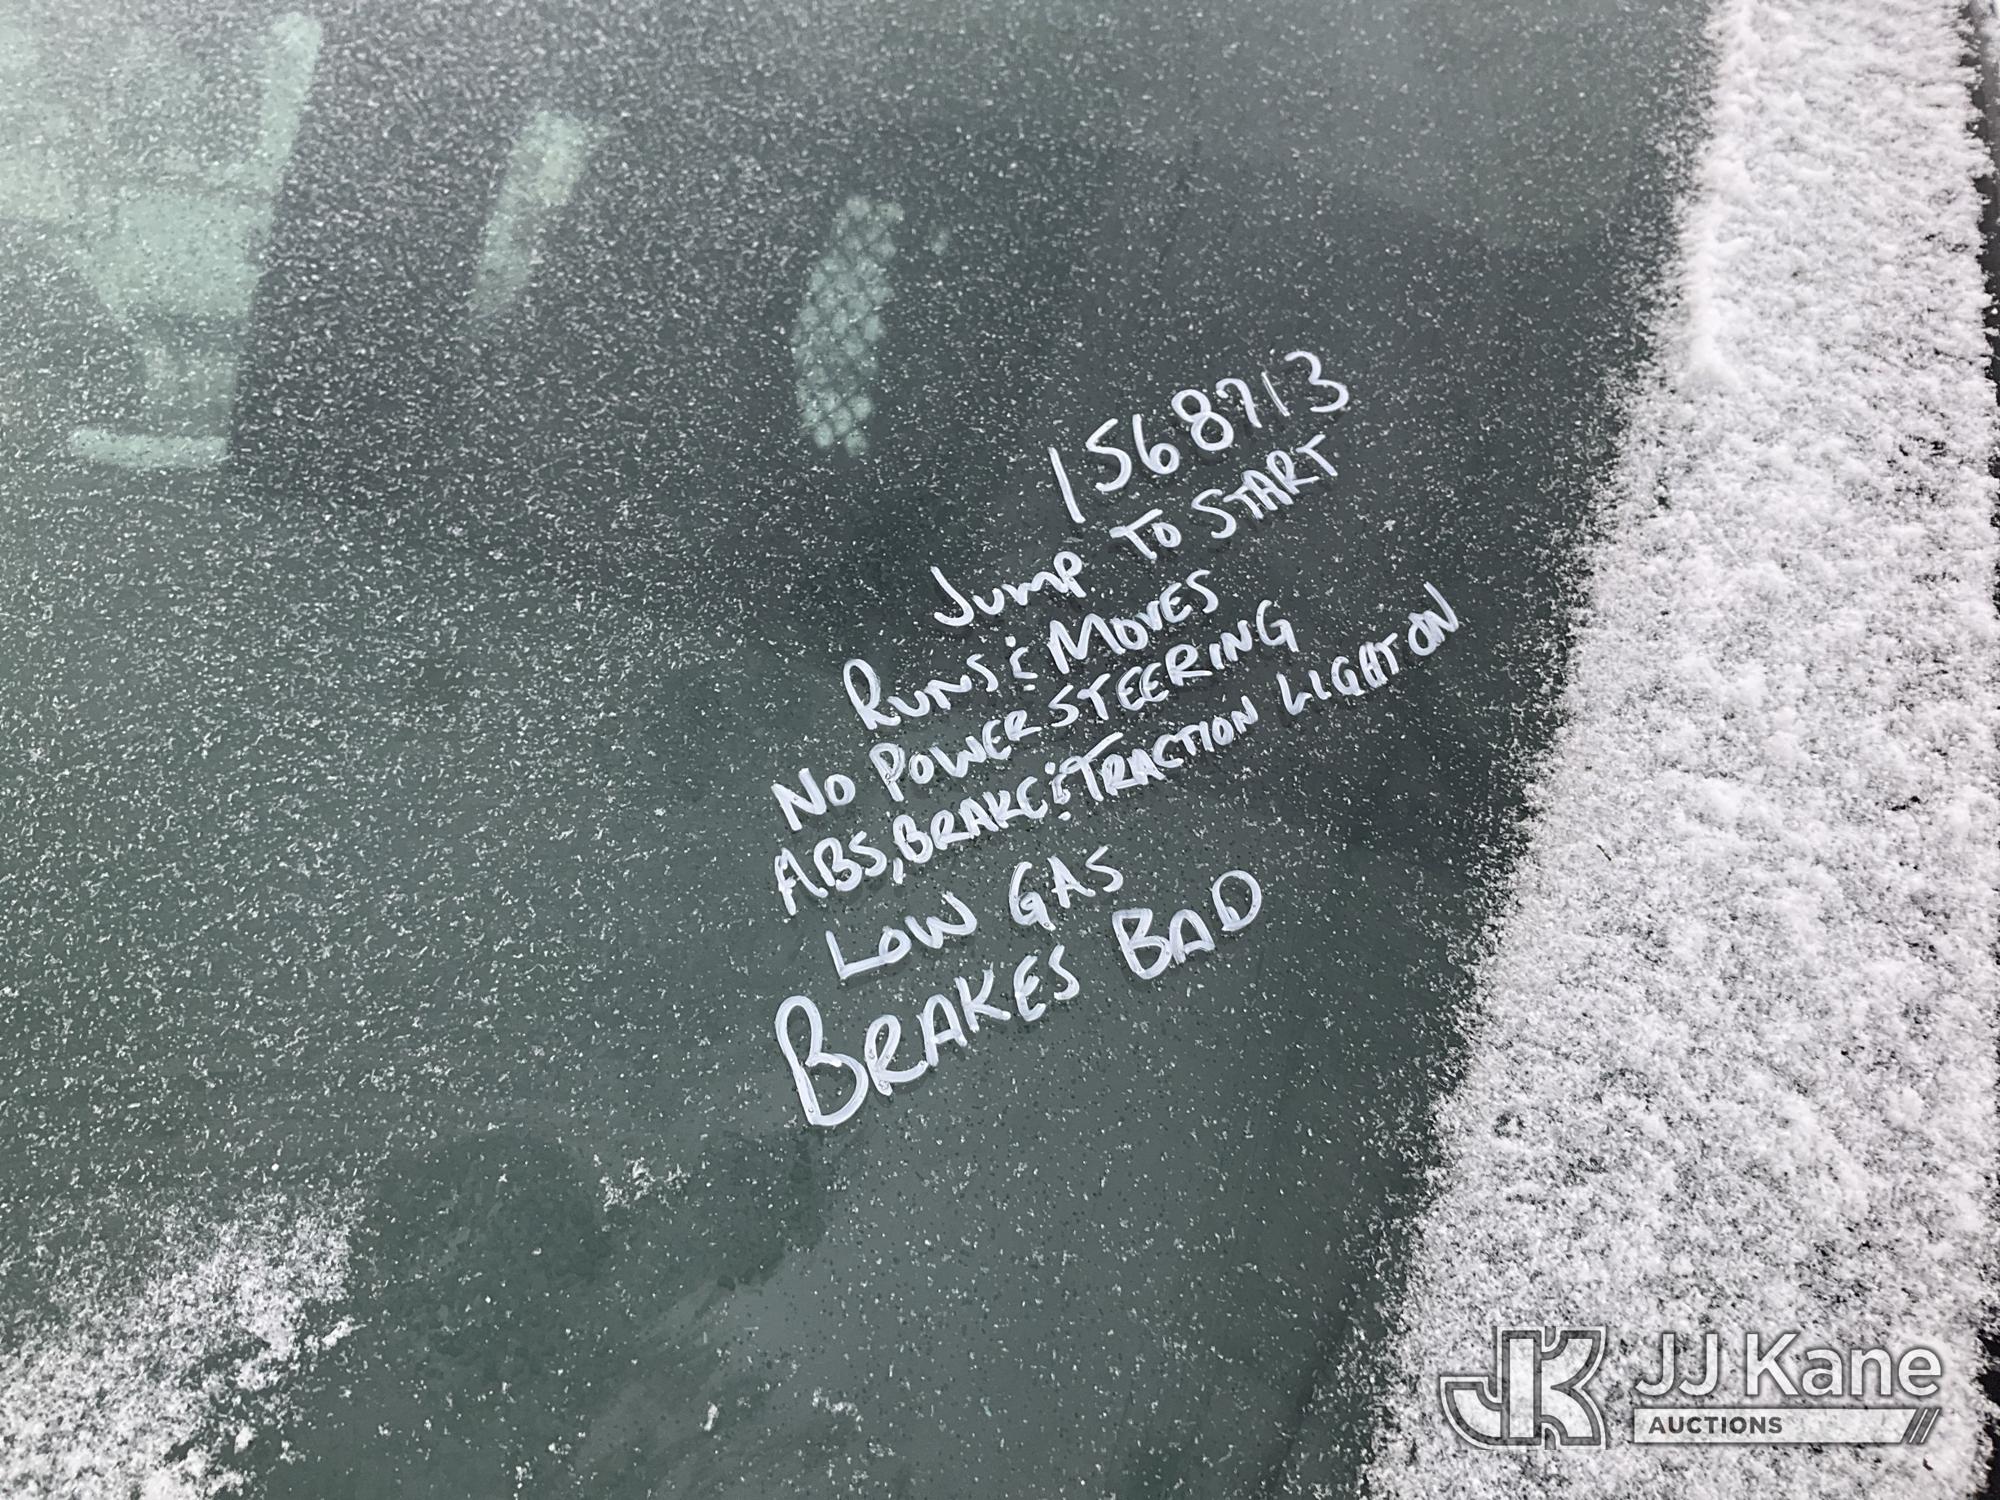 1568713
Jump To START
RUNS & MOVES
NO POWER STEERING
ABS, BRAKE & TRACTION LIGHT ON
LOW GAS
BRAKES BAD
JK JJ Kane
AUCTIONS